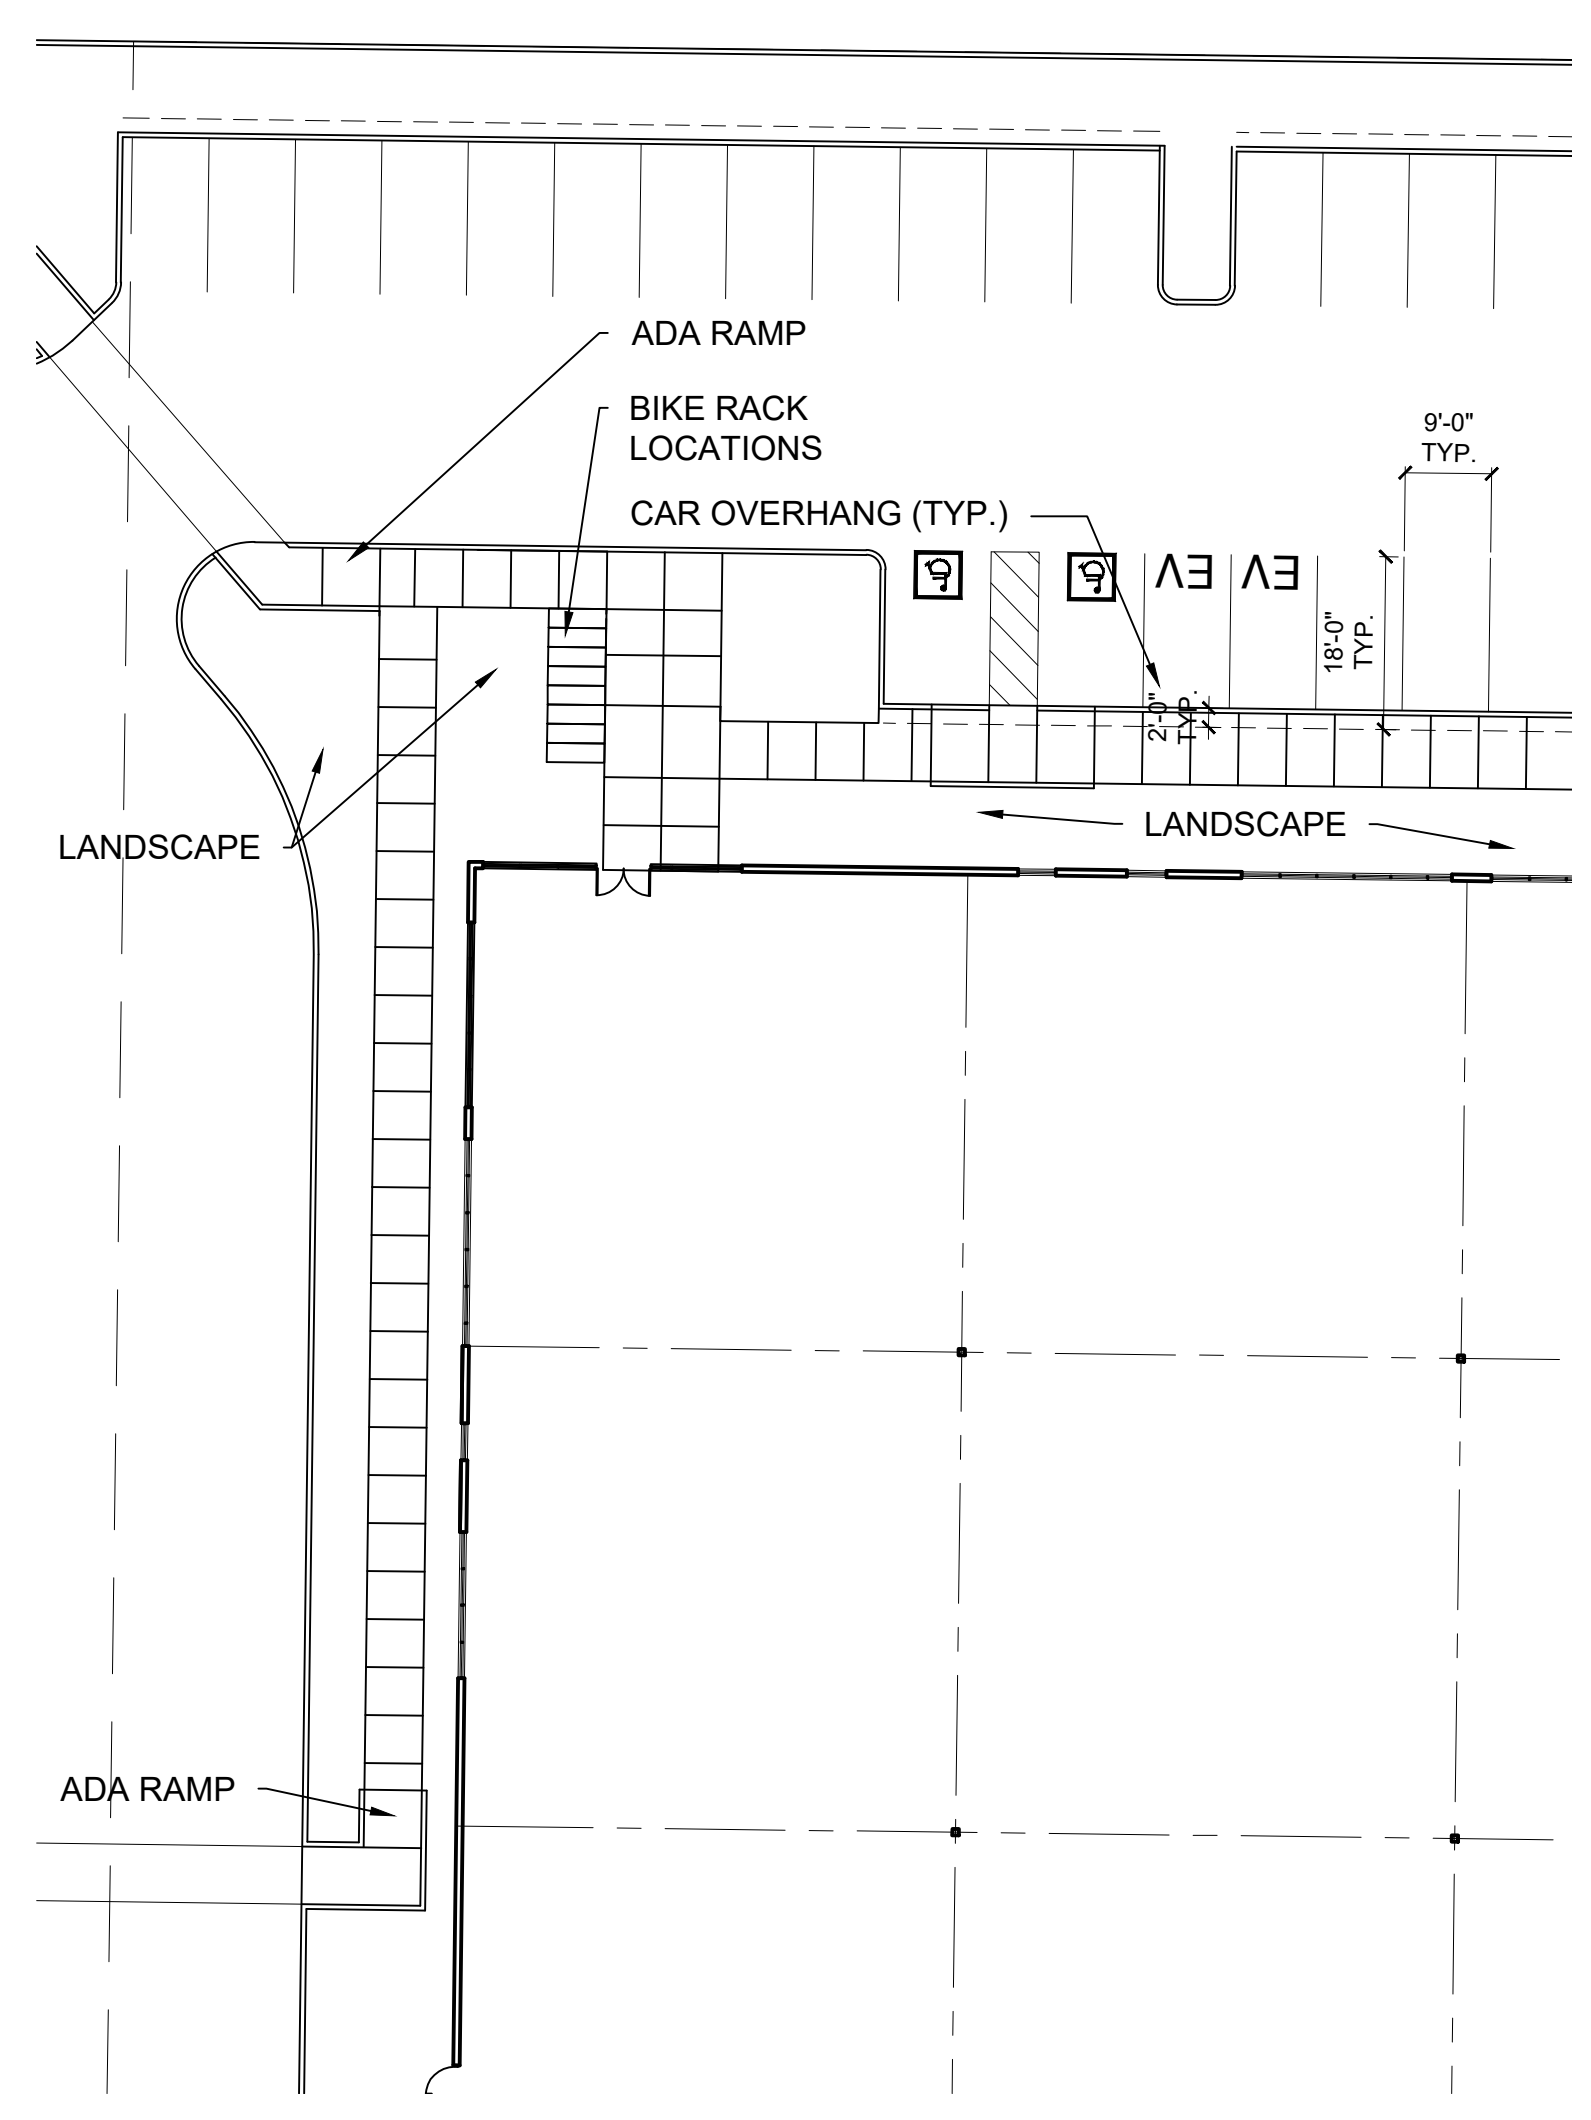 ADA RAMP
BIKE RACK
LOCATIONS
9'-0"
TYP.
CAR OVERHANG (TYP.)
EV
EV
18'-0"
TYP.
2'-0"
TYP.
LANDSCAPE
LANDSCAPE
ADA RAMP